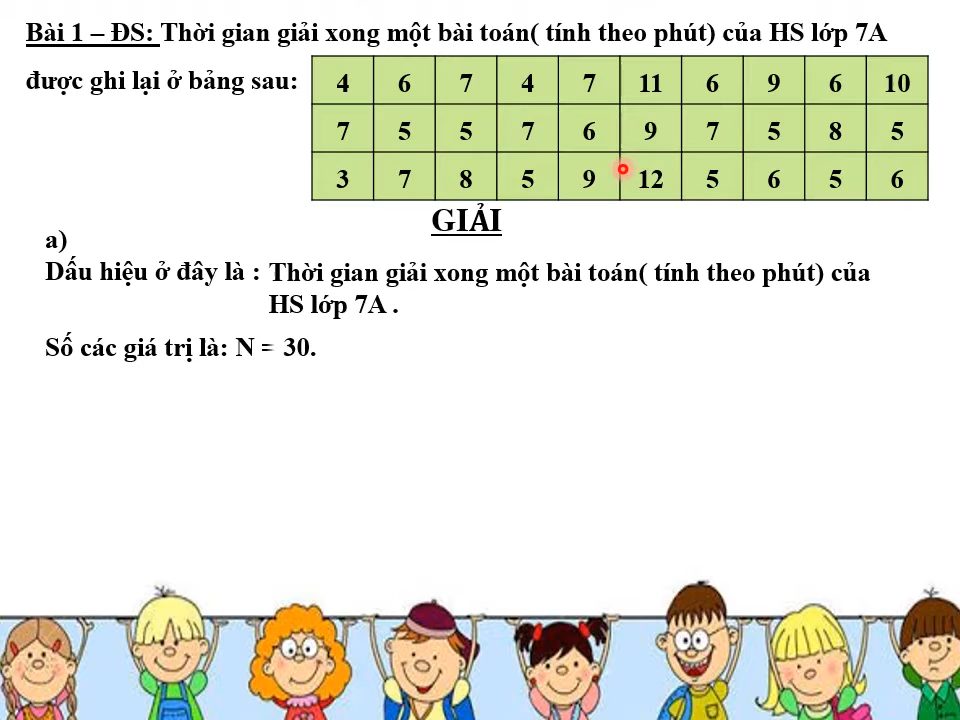 Bài 1 – ĐS: Thời gian giải xong một bài toán( tính theo phút) của HS lớp 7A
được ghi lại ở bảng sau:
4 6 7 4 7 11 6 9 6 10
7 5 5 7 6 9 7 5 8 5
3 7 8 5 9 12 5 6 5 6
GIẢI
a)
Dấu hiệu ở đây là : Thời gian giải xong một bài toán( tính theo phút) của
HS lớp 7A .
Số các giá trị là: N = 30.